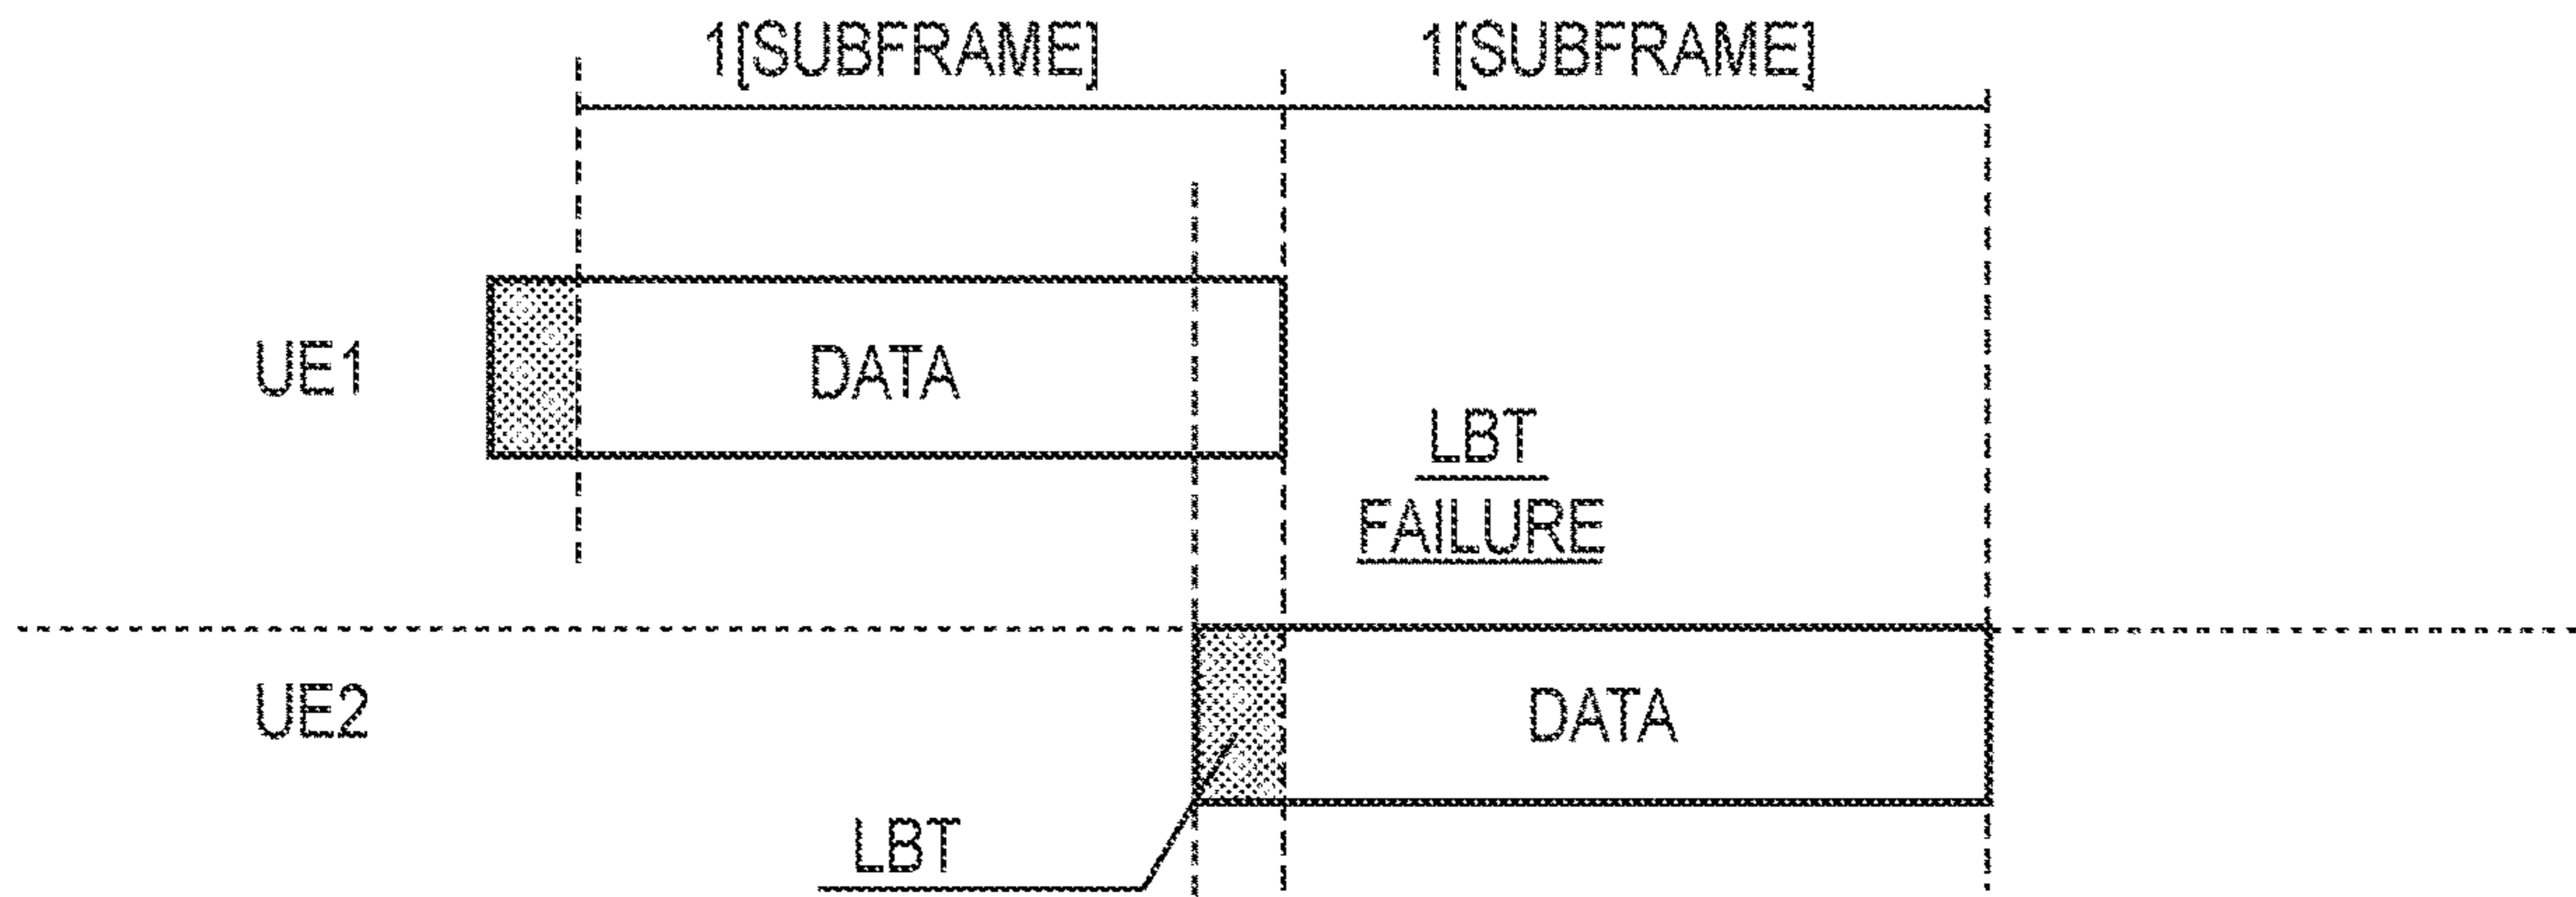 1[SUBFRAME] 1[SUBFRAME]
UE1 DATA
LBT
FAILURE
UE2 DATA
LBT